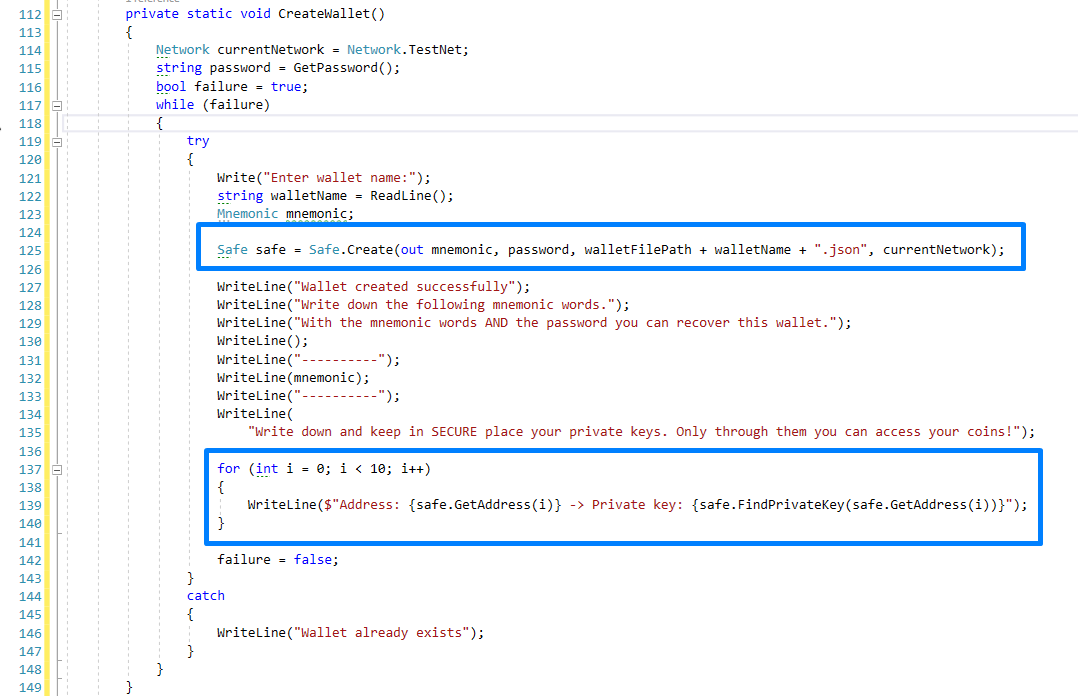 112 private static void CreateWallet()
113 {
114 Network currentNetwork = Network.TestNet;
115 string password = GetPassword();
116 bool failure = true;
117 while (failure)
118 {
119 try
120 {
121 Write("Enter wallet name:");
122 string walletName = ReadLine();
123 Mnemonic mnemonic;
124
125 Safe safe = Safe.Create(out mnemonic, password, walletFilePath + walletName + ".json", currentNetwork);
126
127 WriteLine("Wallet created successfully");
128 WriteLine("Write down the following mnemonic words.");
129 WriteLine("With the mnemonic words AND the password you can recover this wallet.");
130 WriteLine();
131 WriteLine("----------");
132 WriteLine(mnemonic);
133 WriteLine("----------");
134 WriteLine(
135 "Write down and keep in SECURE place your private keys. Only through them you can access your coins!");
136
137 for (int i = 0; i < 10; i++)
138 {
139 WriteLine($"Address: {safe.GetAddress(i)} -> Private key: {safe.FindPrivateKey(safe.GetAddress(i))}");
140 }
141
142 failure = false;
143 }
144 catch
145 {
146 WriteLine("Wallet already exists");
147 }
148 }
149 }